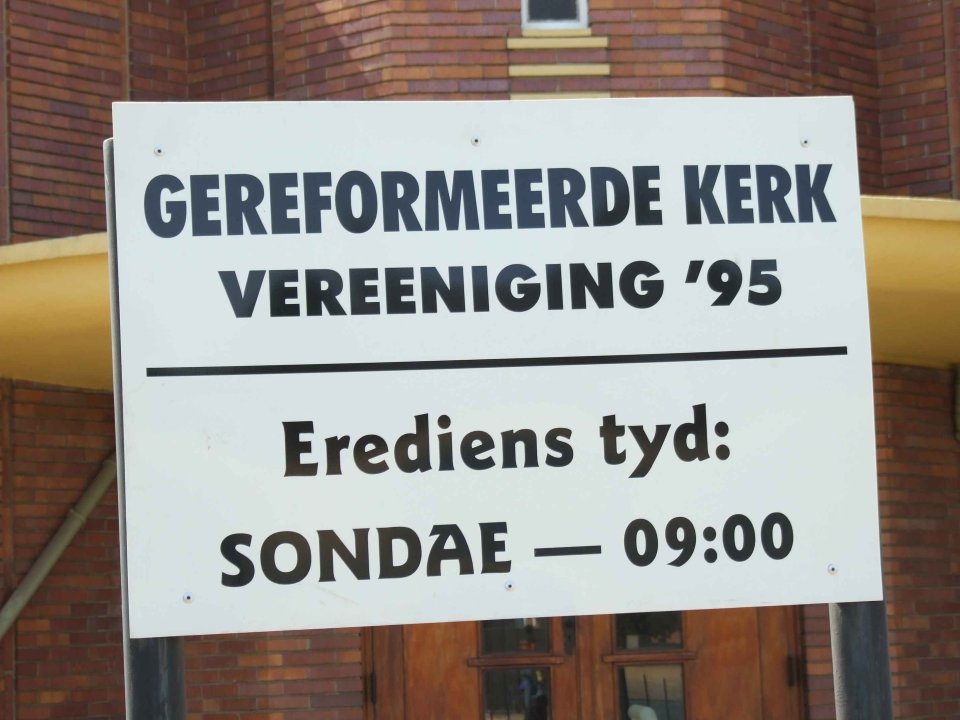 GEREFORMEERDE KERK
VEREENIGING '95
Erediens tyd:
SONDAE — 09:00